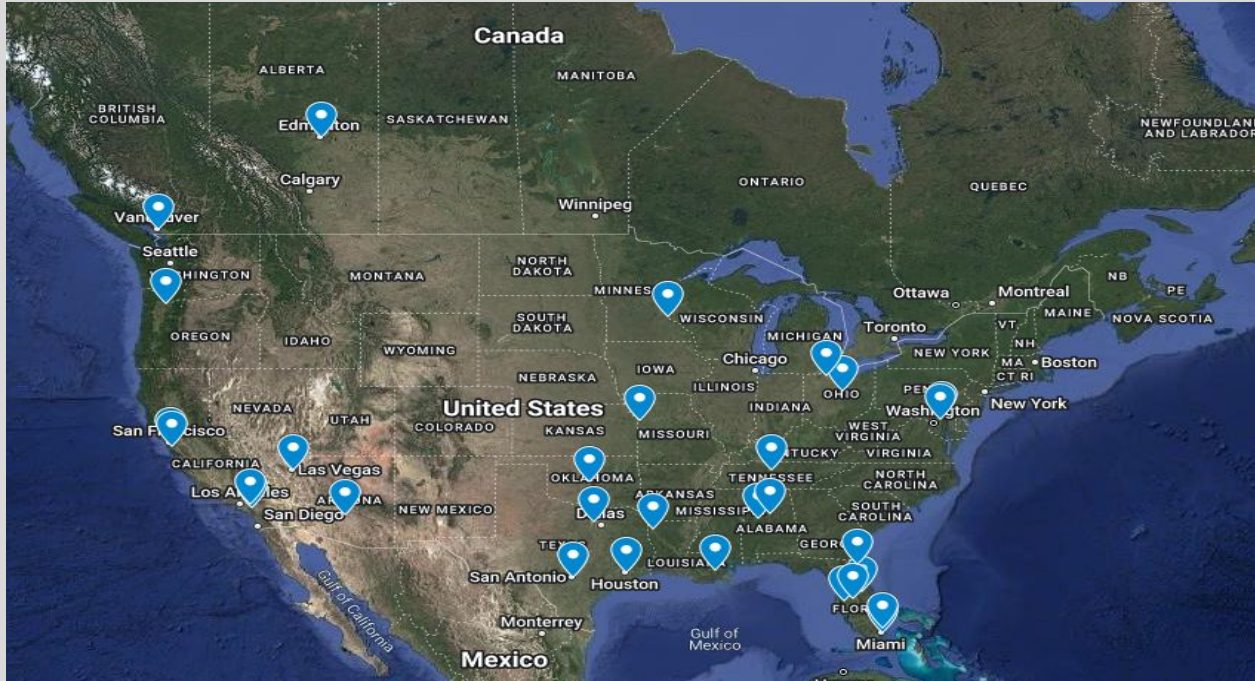 Canada
ALBERTA
MANITOBA
BRITISH
COLUMBIA
SASKATCHEWAN
NEWFOUNDLAN
AND LABRADOR
Calgary
ONTARIO
QUEBEC
Winnipeg
Seattle
NORTH
DAKOTA
MONTANA
NB
PE
Ottawa
Montreal
MAINE
NOVA SCOTIA
WISCONSIN
SOUTH
DAKOTA
MICHIGAN
Toronto
VT
OREGON
IDAHO
NH
WYOMING
NEW YORK
Chicago
MA
Boston
IOWA
CT RI
NEBRASKA
ILLINOIS
OHIO
INDIANA
New York
NEVADA
United States
Washington
UTAH
COLORADO
KANSAS
MISSOURI
WEST
VIRGINIA
VIRGINIA
CALIFORNIA
Las Vegas
OKLAHOMA
TENNESSEE
NORTH
CAROLINA
ARKANSAS
San Diego
NEW MEXICO
SOUTH
CAROLINA
ALABAMA
San Antonio
Houston
Gulf of California
Monterrey
Gulf of
Mexico
Miami
Mexico